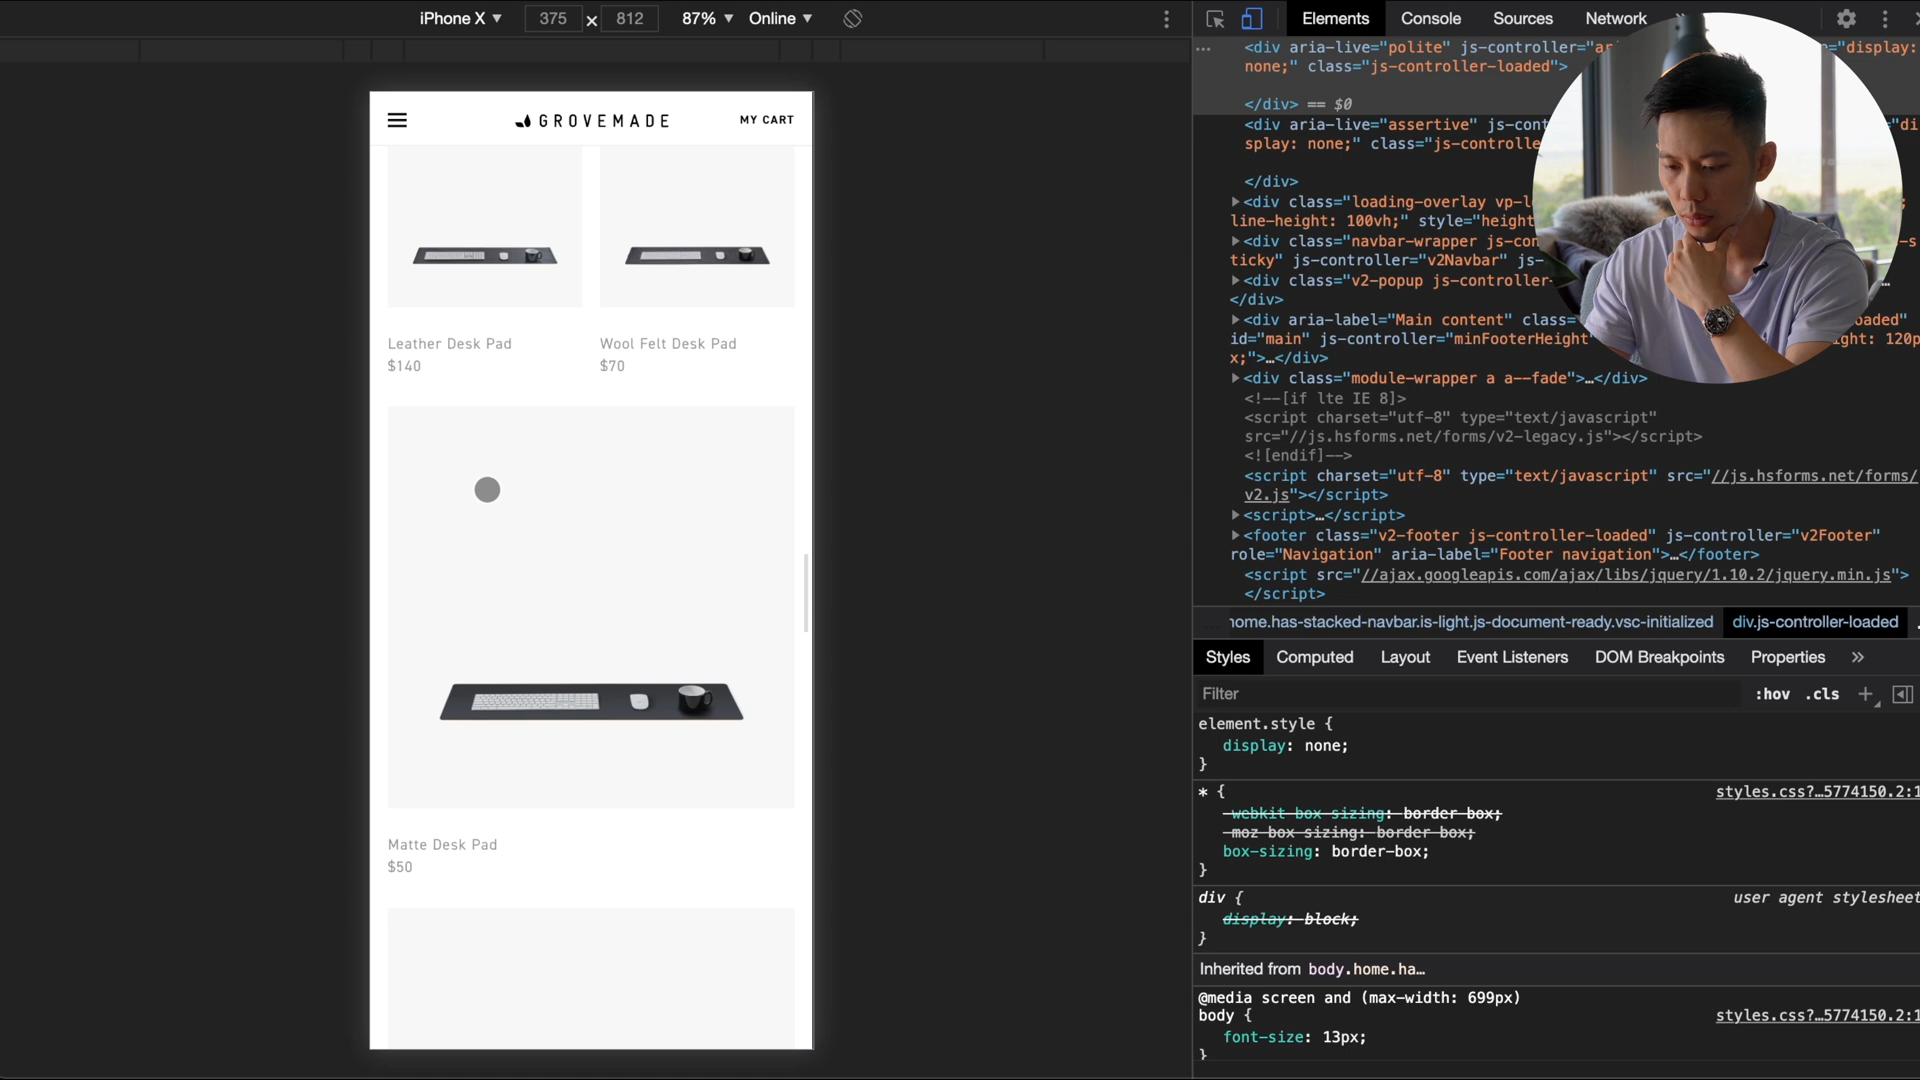 iPhone X ▼ 375 × 812 87% ▼ Online ▼
Elements Console Sources Network »
MY CART
GROVEMADE
Leather Desk Pad
$140
Wool Felt Desk Pad
$70
Matte Desk Pad
$50
<div aria-live="polite" js-controller="ar
="display:
none;" class="js-controller-loaded">
</div> == $0
<div aria-live="assertive" js-cont
="di
splay: none;" class="js-controlle
</div>
▶<div class="loading-overlay vp-l
line-height: 100vh;" style="height
▶<div class="navbar-wrapper js-con
-s
ticky" js-controller="v2Navbar" js-
▶<div class="v2-popup js-controller-
…
</div>
▶<div aria-label="Main content" class=
oaded"
id="main" js-controller="minFooterHeight"
ight: 120p
x;">…</div>
▶<div class="module-wrapper a a--fade">…</div>
<!--[if lte IE 8]>
<script charset="utf-8" type="text/javascript"
src="//js.hsforms.net/forms/v2-legacy.js"></script>
<![endif]-->
<script charset="utf-8" type="text/javascript" src="//js.hsforms.net/forms/
v2.js"></script>
▶<script>…</script>
▶<footer class="v2-footer js-controller-loaded" js-controller="v2Footer"
role="Navigation" aria-label="Footer navigation">…</footer>
<script src="//ajax.googleapis.com/ajax/libs/jquery/1.10.2/jquery.min.js">
</script>
home.has-stacked-navbar.is-light.js-document-ready.vsc-initialized div.js-controller-loaded
Styles Computed Layout Event Listeners DOM Breakpoints Properties »
Filter :hov .cls +
element.style {
display: none;
}
* { styles.css?…5774150.2:1
-webkit-box-sizing: border-box;
-moz-box-sizing: border-box;
box-sizing: border-box;
}
div { user agent stylesheet
display: block;
}
Inherited from body.home.ha…
@media screen and (max-width: 699px)
body { styles.css?…5774150.2:1
font-size: 13px;
}